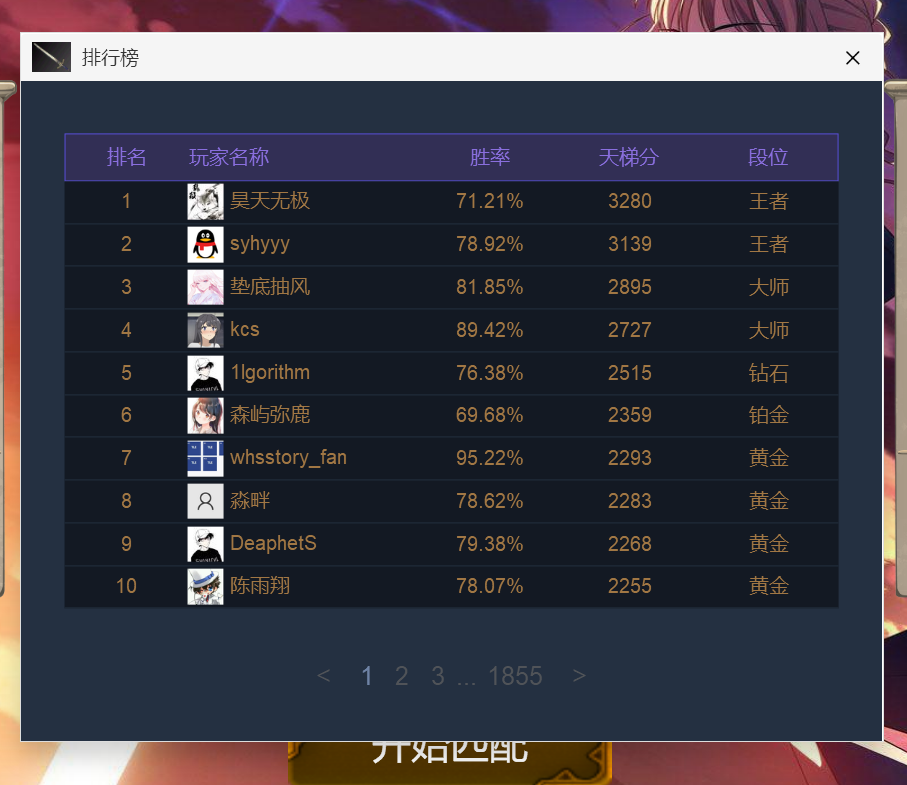 排行榜
排名 玩家名称 胜率 天梯分 段位
1 昊天无极 71.21% 3280 王者
2 syhyyy 78.92% 3139 王者
3 垫底抽风 81.85% 2895 大师
4 kcs 89.42% 2727 大师
5 1lgorithm 76.38% 2515 钻石
6 森屿弥鹿 69.68% 2359 铂金
7 whsstory_fan 95.22% 2293 黄金
8 淼畔 78.62% 2283 黄金
9 DeaphetS 79.38% 2268 黄金
10 陈雨翔 78.07% 2255 黄金
< 1 2 3 ... 1855 >
开始匹配